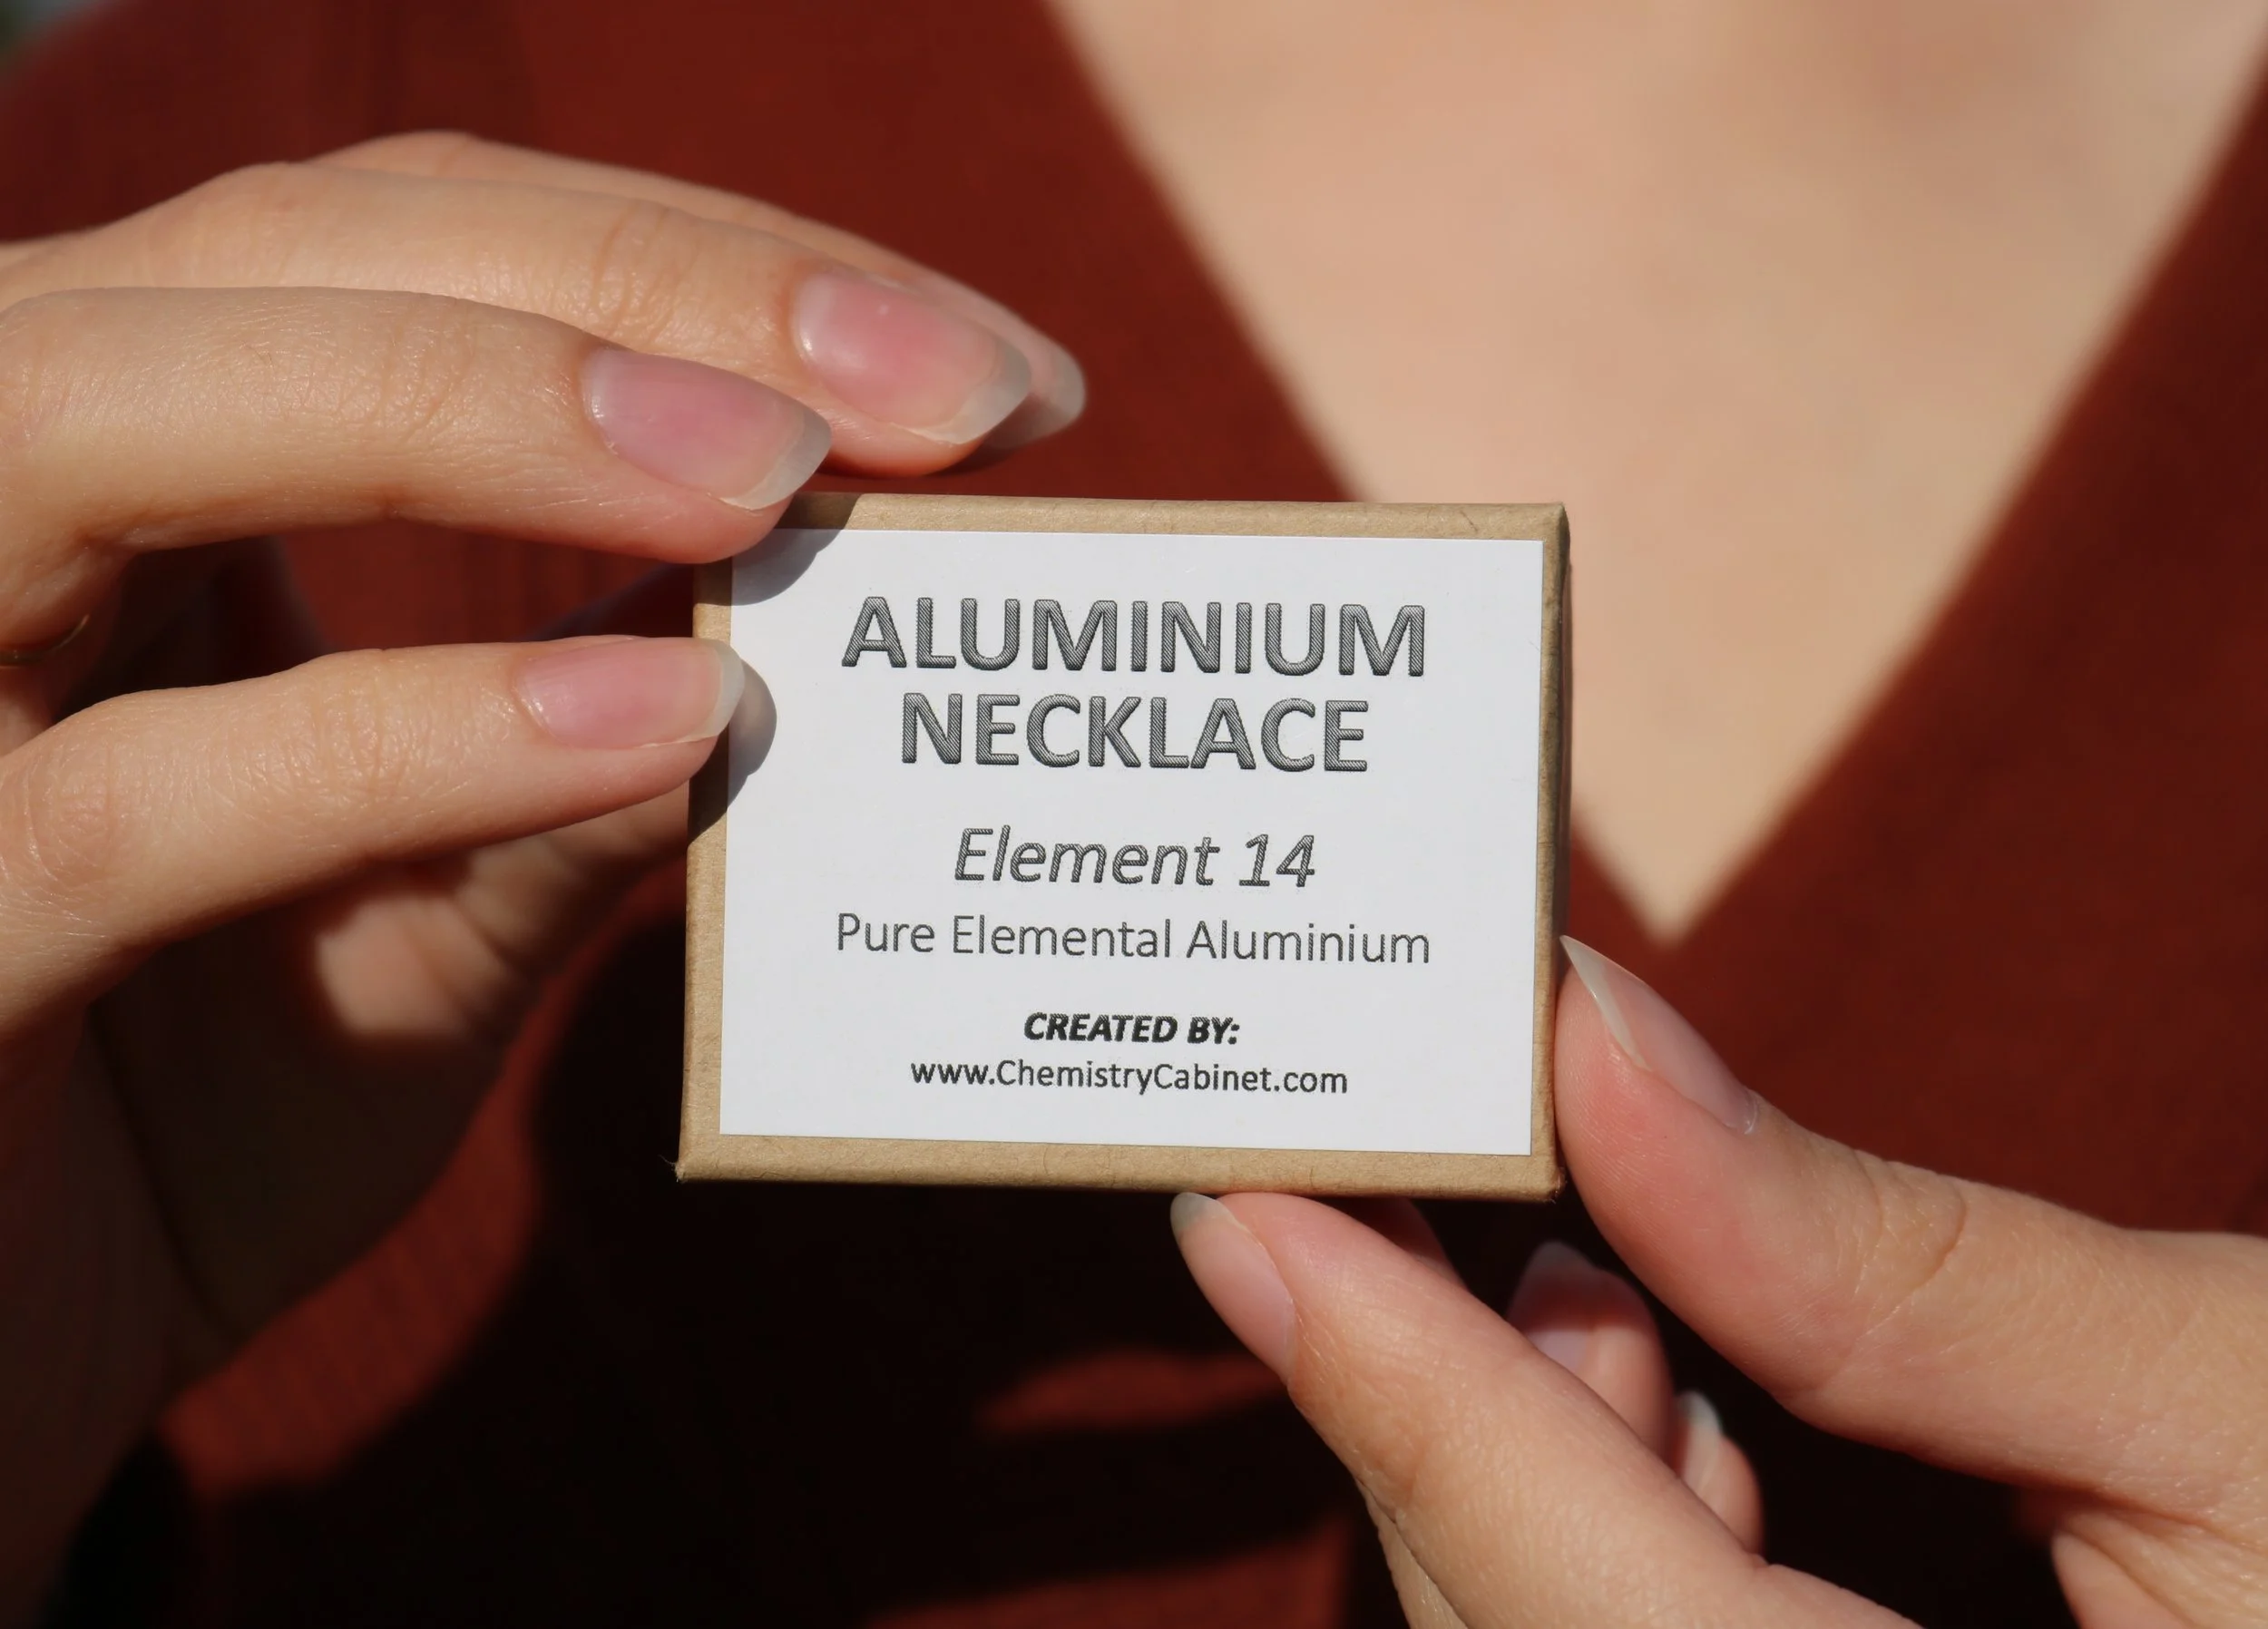 ALUMINIUM
NECKLACE
Element 14
Pure Elemental Aluminium
CREATED BY:
www.ChemistryCabinet.com